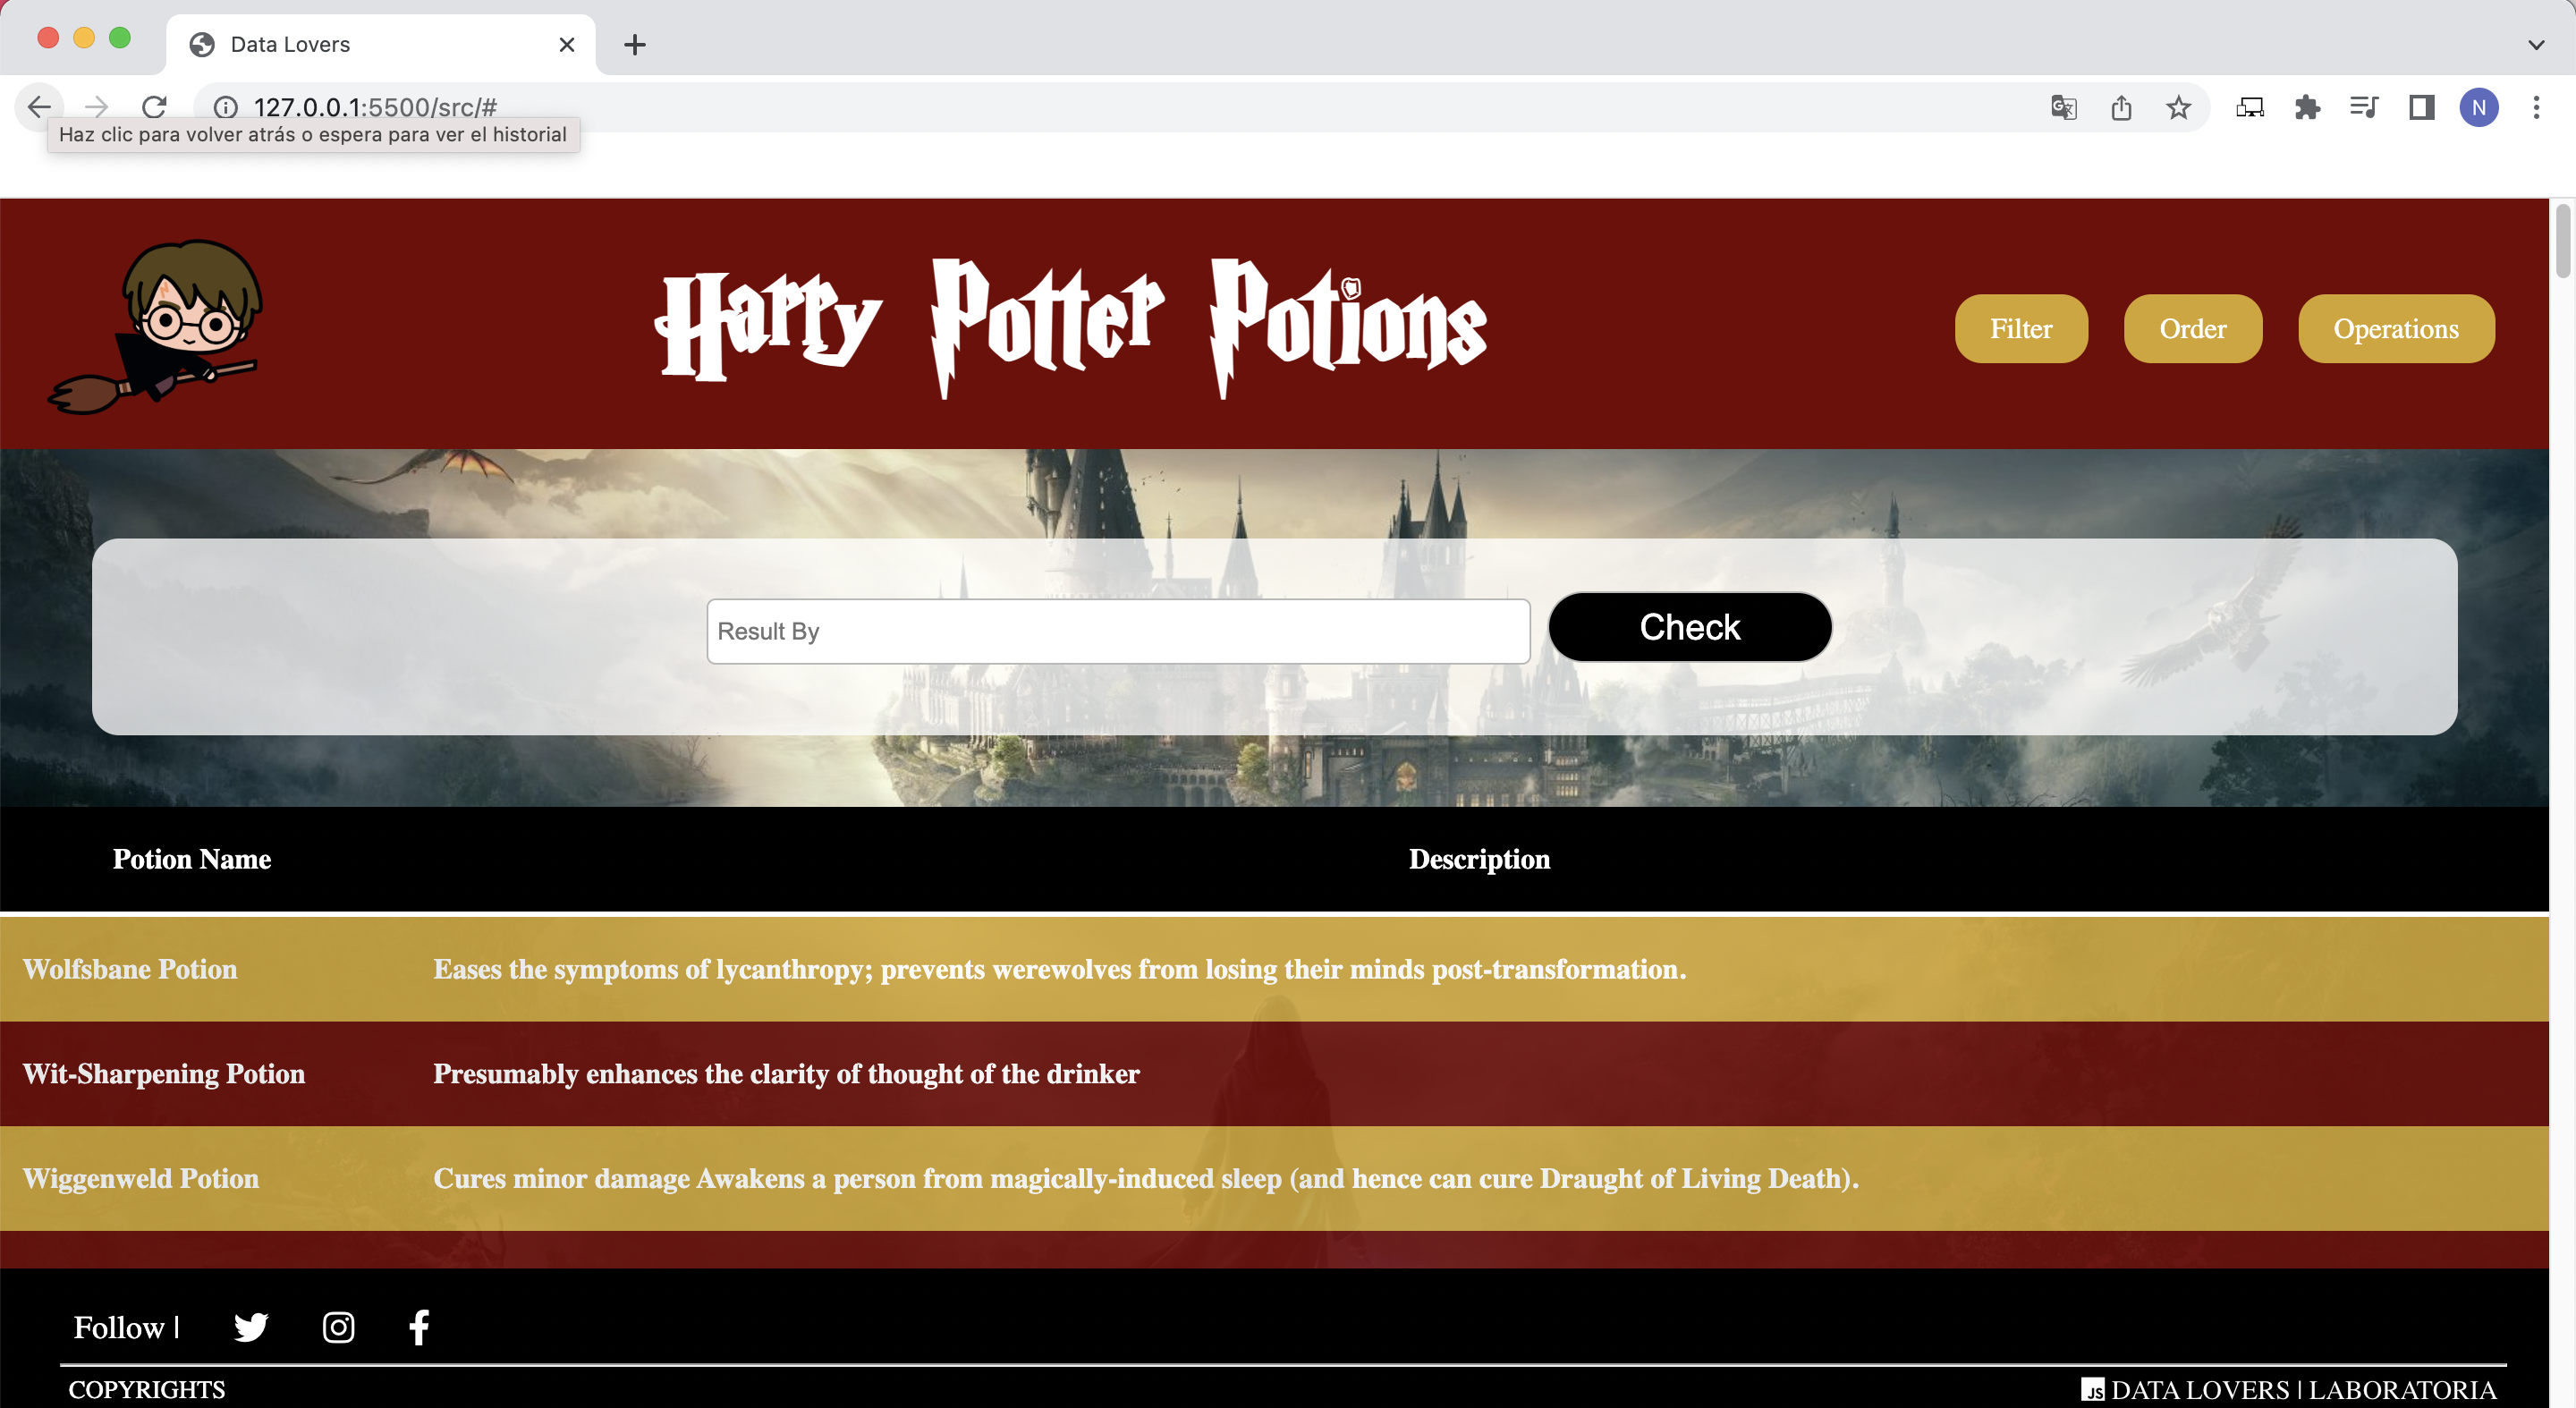 Data Lovers
127.0.0.1:5500/src/#
N
Haz clic para volver atrás o espera para ver el historial
Harry Potter Potions
Filter
Order
Operations
Result By
Check
Potion Name
Description
Wolfsbane Potion
Eases the symptoms of lycanthropy; prevents werewolves from losing their minds post-transformation.
Wit-Sharpening Potion
Presumably enhances the clarity of thought of the drinker
Wiggenweld Potion
Cures minor damage Awakens a person from magically-induced sleep (and hence can cure Draught of Living Death).
Follow |
COPYRIGHTS
JS DATA LOVERS | LABORATORIA